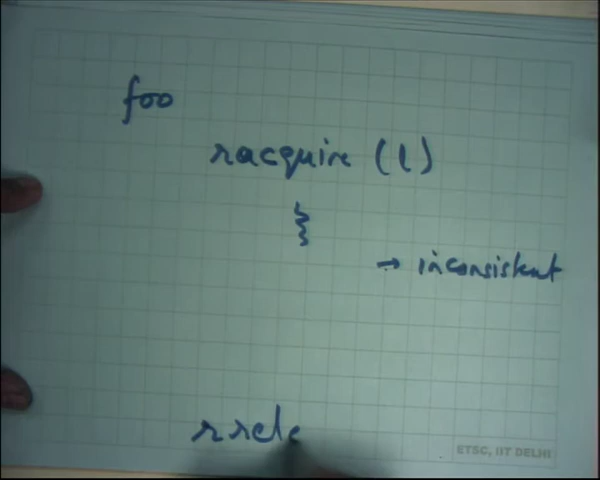 foo
racquire (l)
→ inconsistent
rrele
ETSC, IIT DELHI